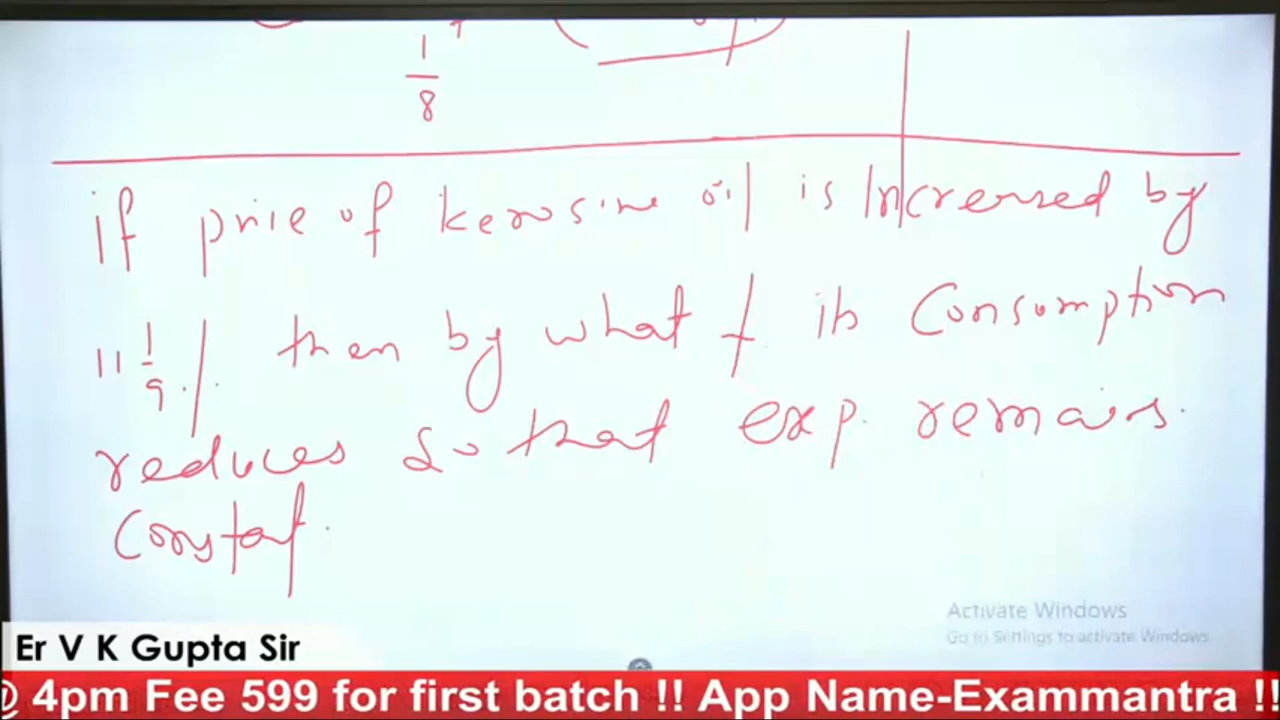 1
8
if price of kerosine oil is Increased by
11 1/9 % then by what % its Consumption
reduces so that exp. remains
Constant.
Activate Windows
Go to Settings to activate Windows.
Er V K Gupta Sir
@ 4pm Fee 599 for first batch !! App Name-Exammantra !!